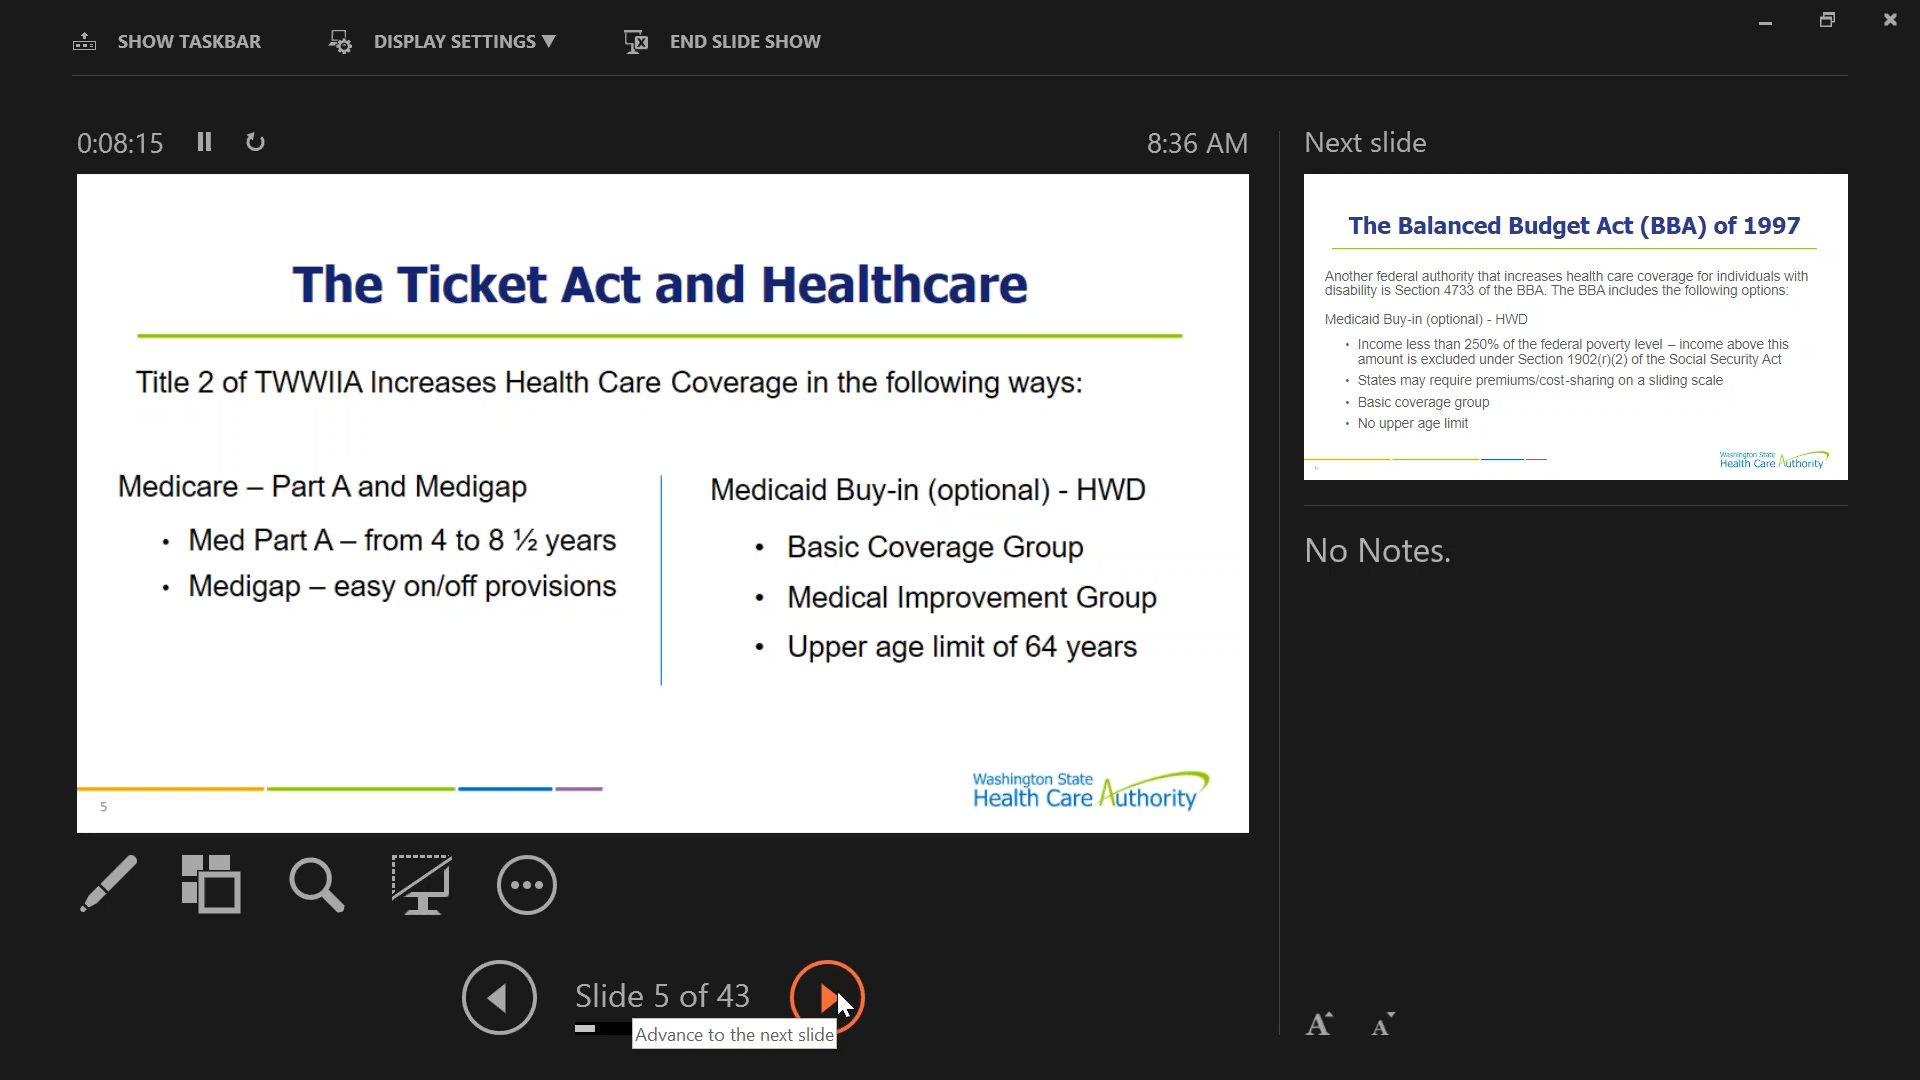 SHOW TASKBAR
DISPLAY SETTINGS ▼
END SLIDE SHOW
0:08:15
8:36 AM
The Ticket Act and Healthcare
Title 2 of TWWIIA Increases Health Care Coverage in the following ways:
Medicare – Part A and Medigap
• Med Part A – from 4 to 8 ½ years
• Medigap – easy on/off provisions
Medicaid Buy-in (optional) - HWD
• Basic Coverage Group
• Medical Improvement Group
• Upper age limit of 64 years
5
Washington State
Health Care Authority
Slide 5 of 43
Advance to the next slide
Next slide
The Balanced Budget Act (BBA) of 1997
Another federal authority that increases health care coverage for individuals with
disability is Section 4733 of the BBA. The BBA includes the following options:
Medicaid Buy-in (optional) - HWD
• Income less than 250% of the federal poverty level – income above this
amount is excluded under Section 1902(r)(2) of the Social Security Act
• States may require premiums/cost-sharing on a sliding scale
• Basic coverage group
• No upper age limit
6
Washington State
Health Care Authority
No Notes.
A
A